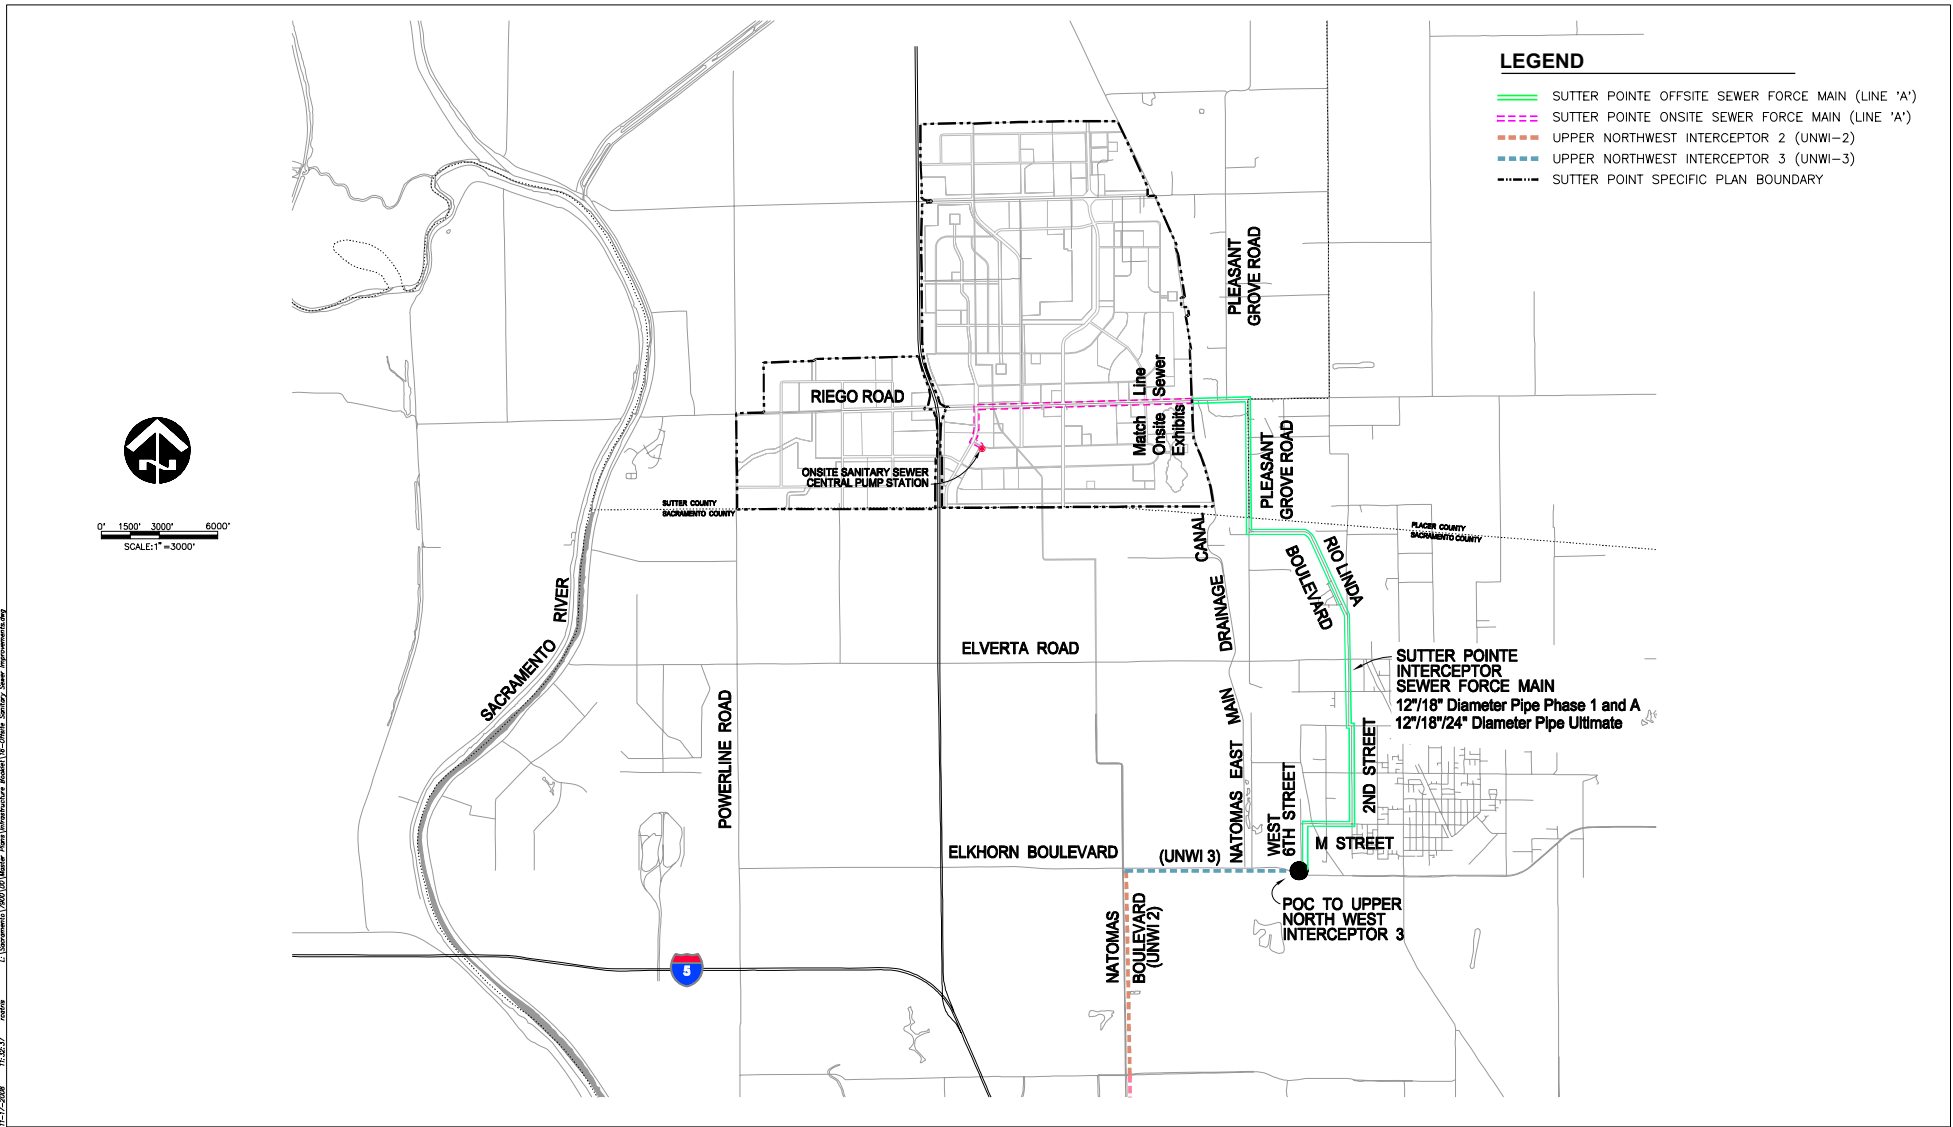 LEGEND
SUTTER POINTE OFFSITE SEWER FORCE MAIN (LINE 'A')
SUTTER POINTE ONSITE SEWER FORCE MAIN (LINE 'A')
UPPER NORTHWEST INTERCEPTOR 2 (UNWI-2)
UPPER NORTHWEST INTERCEPTOR 3 (UNWI-3)
SUTTER POINT SPECIFIC PLAN BOUNDARY
PLEASANT
GROVE ROAD
RIEGO ROAD
Match Line
Onsite Sewer
Exhibits
PLEASANT
GROVE ROAD
ONSITE SANITARY SEWER
CENTRAL PUMP STATION
SUTTER COUNTY
SACRAMENTO COUNTY
PLACER COUNTY
SACRAMENTO COUNTY
0' 1500' 3000' 6000'
SCALE:1"=3000'
RIO LINDA
BOULEVARD
SACRAMENTO RIVER
ELVERTA ROAD
NATOMAS EAST MAIN DRAINAGE CANAL
SUTTER POINTE
INTERCEPTOR
SEWER FORCE MAIN
12"/18" Diameter Pipe Phase 1 and A
12"/18"/24" Diameter Pipe Ultimate
POWERLINE ROAD
2ND STREET
WEST
6TH STREET
M STREET
ELKHORN BOULEVARD
(UNWI 3)
POC TO UPPER
NORTH WEST
INTERCEPTOR 3
NATOMAS
BOULEVARD
(UNWI 2)
5